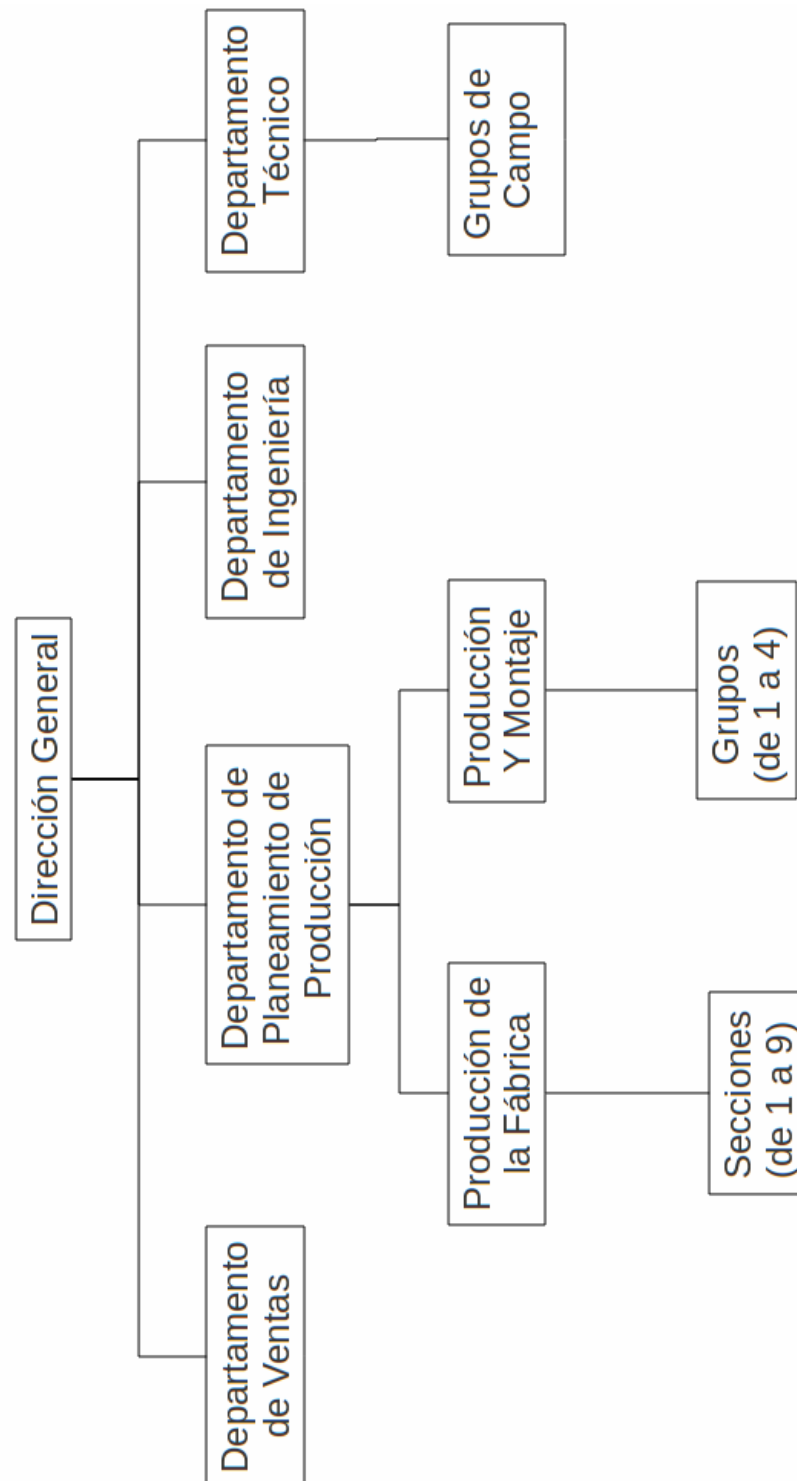 Dirección General
Departamento
de Ventas
Departamento de
Planeamiento de
Producción
Departamento
de Ingeniería
Departamento
Técnico
Producción de
la Fábrica
Producción
Y Montaje
Grupos de
Campo
Secciones
(de 1 a 9)
Grupos
(de 1 a 4)